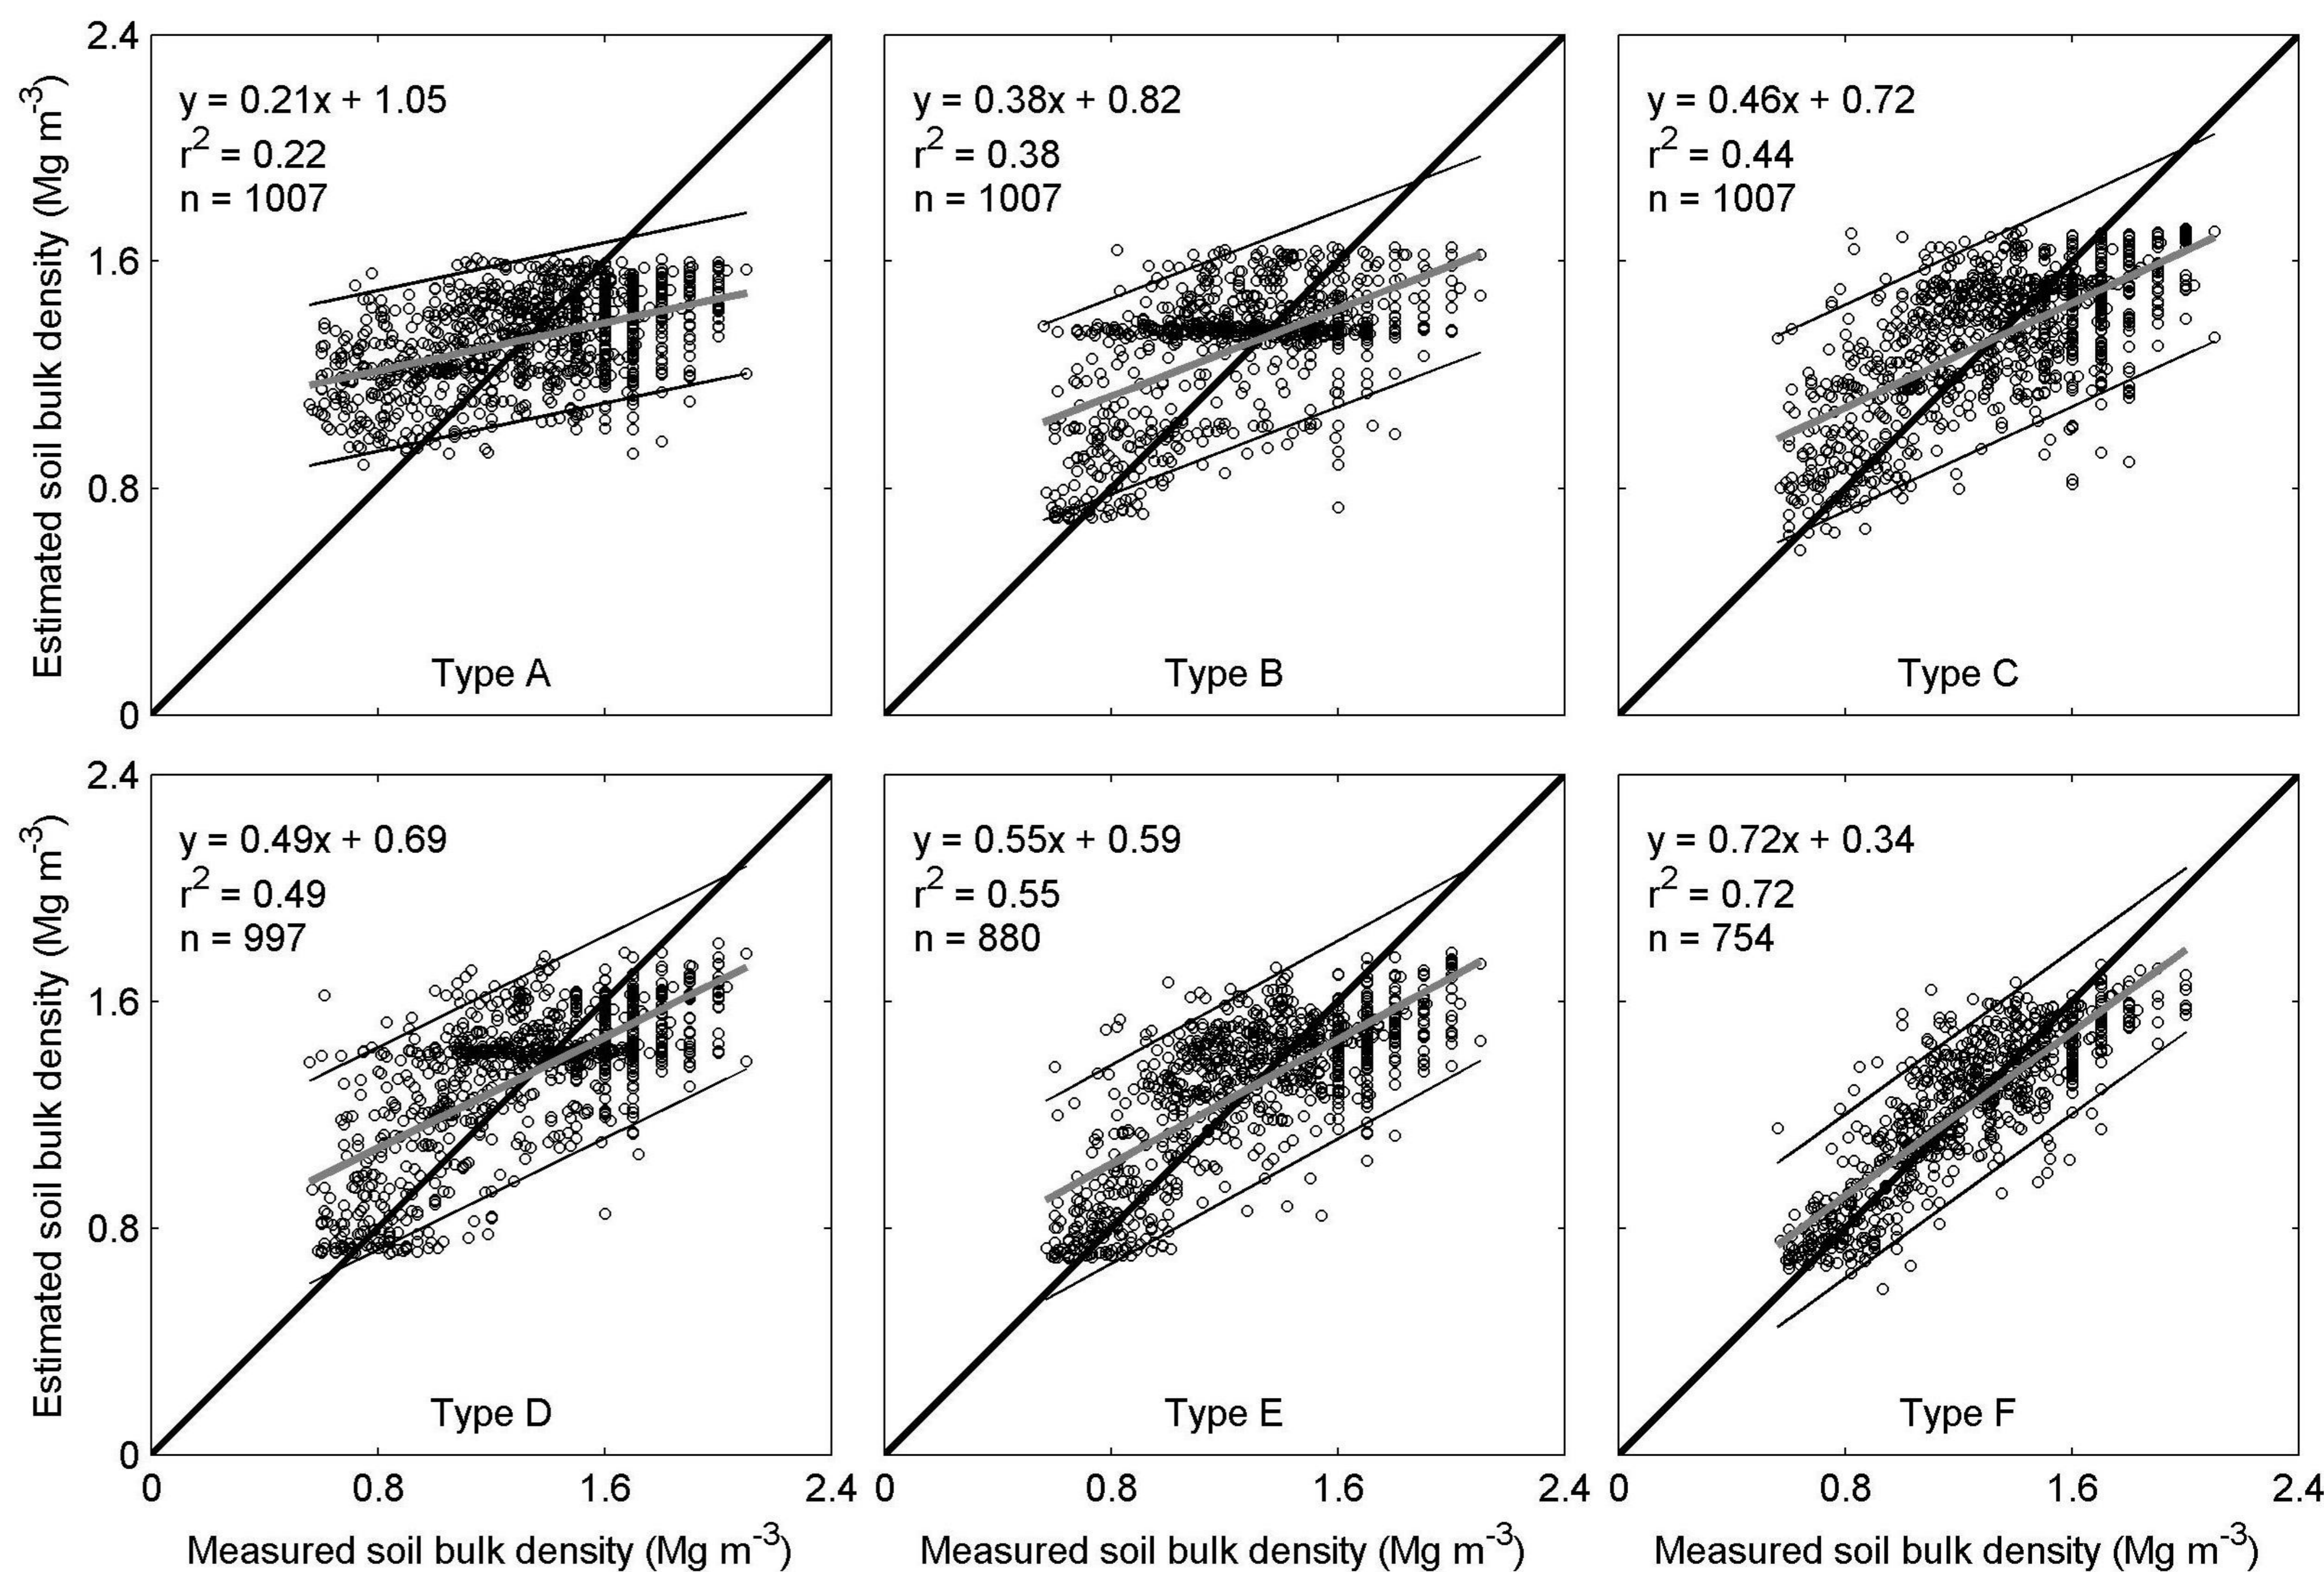 2.4
1.6
0.8
0
Estimated soil bulk density (Mg m-3)
y = 0.21x + 1.05
r2 = 0.22
n = 1007
Type A
y = 0.38x + 0.82
r2 = 0.38
n = 1007
Type B
y = 0.46x + 0.72
r2 = 0.44
n = 1007
Type C
2.4
1.6
0.8
0
Estimated soil bulk density (Mg m-3)
y = 0.49x + 0.69
r2 = 0.49
n = 997
Type D
y = 0.55x + 0.59
r2 = 0.55
n = 880
Type E
y = 0.72x + 0.34
r2 = 0.72
n = 754
Type F
0 0.8 1.6 2.4 0 0.8 1.6 2.4 0 0.8 1.6 2.4
Measured soil bulk density (Mg m-3) Measured soil bulk density (Mg m-3) Measured soil bulk density (Mg m-3)